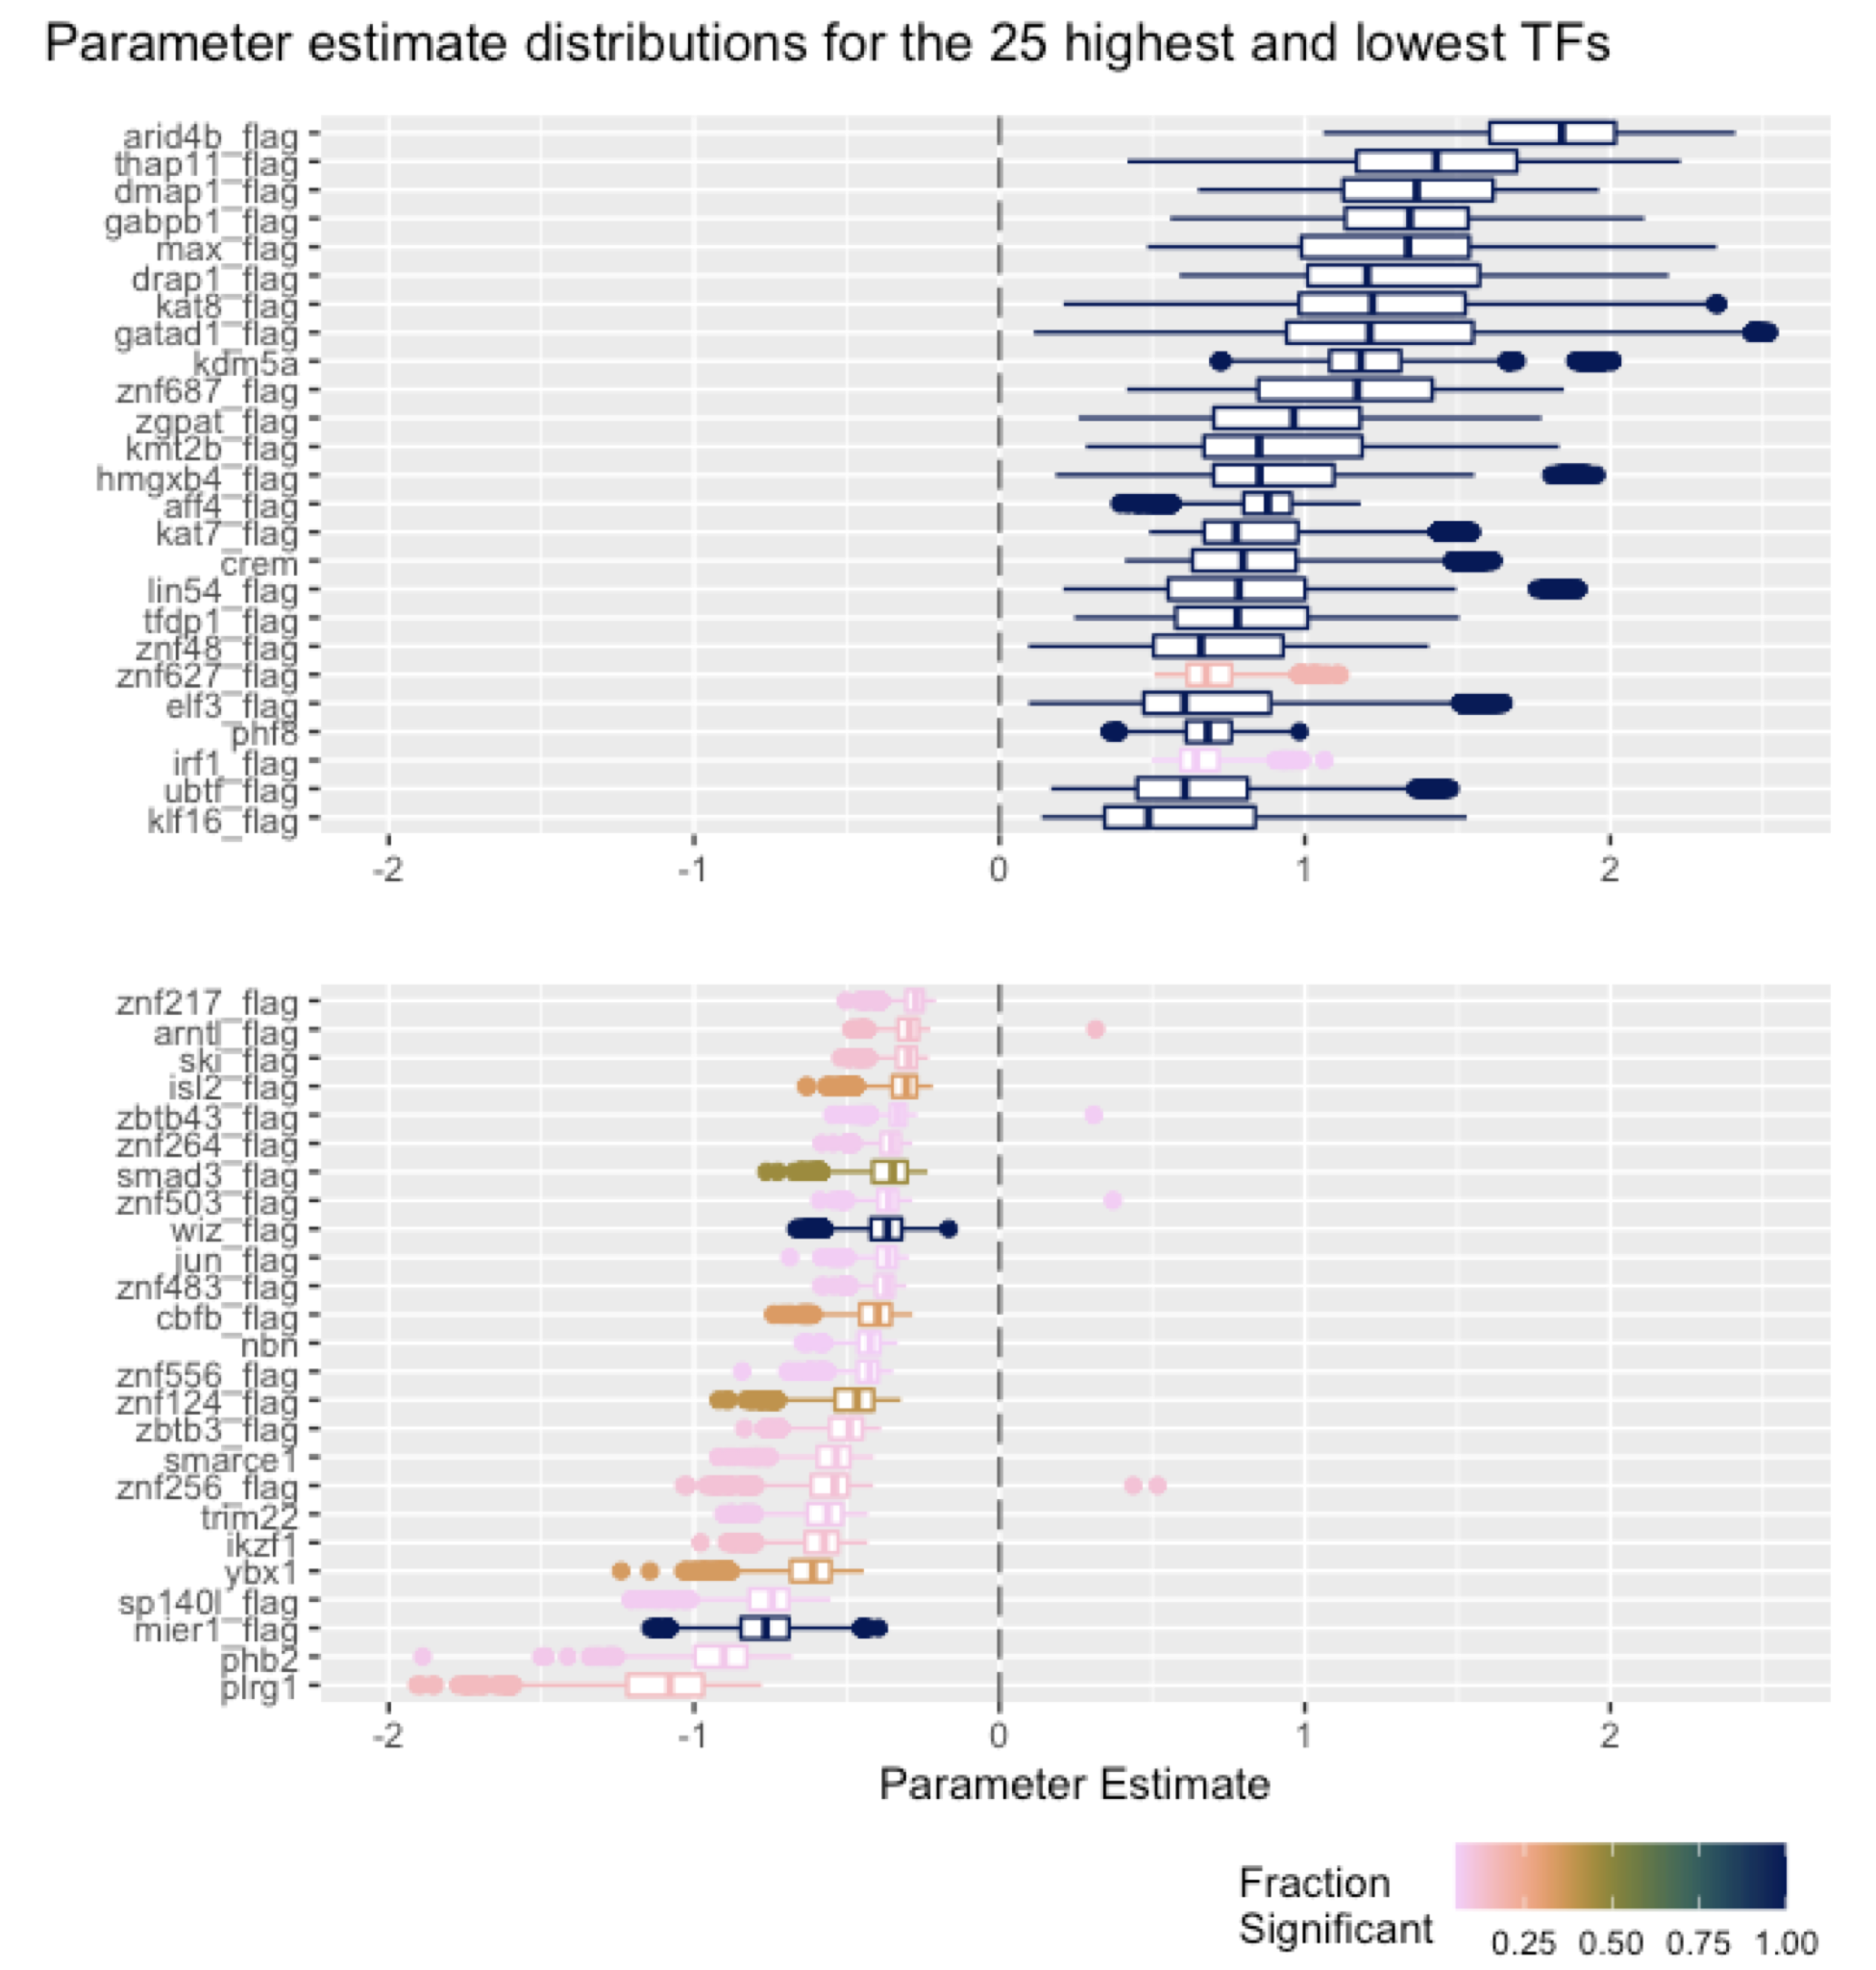 Parameter estimate distributions for the 25 highest and lowest TFs
arid4b_flag
thap11_flag
dmap1_flag
gabpb1_flag
max_flag
drap1_flag
kat8_flag
gatad1_flag
kdm5a
znf687_flag
zgpat_flag
kmt2b_flag
hmgxb4_flag
aff4_flag
kat7_flag
crem
lin54_flag
tfdp1_flag
znf48_flag
znf627_flag
elf3_flag
phf8
irf1_flag
ubtf_flag
klf16_flag
-2 -1 0 1 2
znf217_flag
arntl_flag
ski_flag
isl2_flag
zbtb43_flag
znf264_flag
smad3_flag
znf503_flag
wiz_flag
jun_flag
znf483_flag
cbfb_flag
nbn
znf556_flag
znf124_flag
zbtb3_flag
smarce1
znf256_flag
trim22
ikzf1
ybx1
sp140l_flag
mier1_flag
phb2
plrg1
-2 -1 0 1 2
Parameter Estimate
Fraction
Significant
0.25 0.50 0.75 1.00